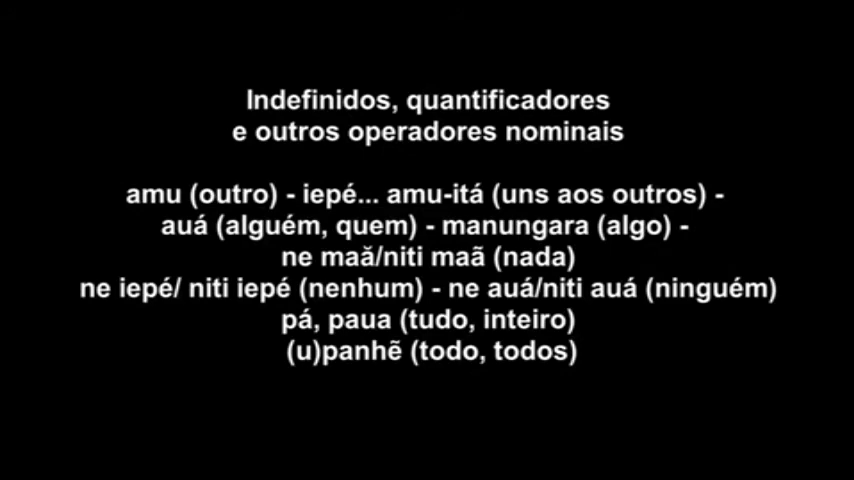 Indefinidos, quantificadores
e outros operadores nominais
amu (outro) - iepé... amu-itá (uns aos outros) -
auá (alguém, quem) - manungara (algo) -
ne maă/niti maã (nada)
ne iepé/ niti iepé (nenhum) - ne auá/niti auá (ninguém)
pá, paua (tudo, inteiro)
(u)panhẽ (todo, todos)